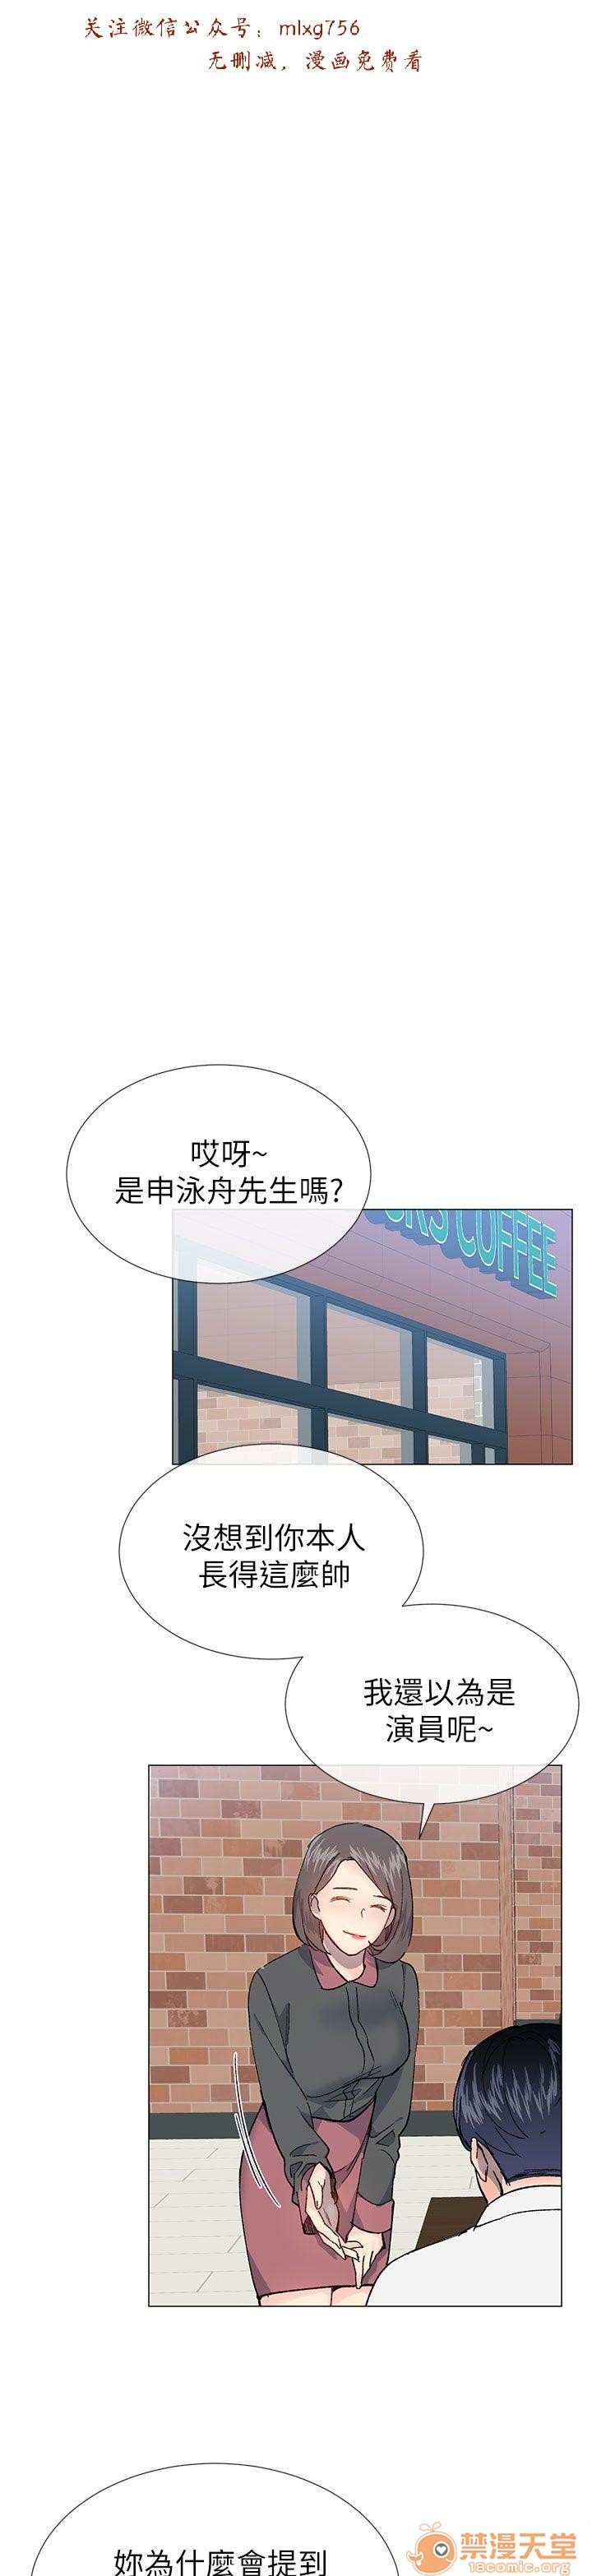 关注微信公众号：mlxg756
无删减，漫画免费看
哎呀~
是申泳舟先生嗎?
COFFEE
沒想到你本人
長得這麼帥
我還以為是
演員呢~
妳為什麼會提到
禁漫天堂
18comic.org